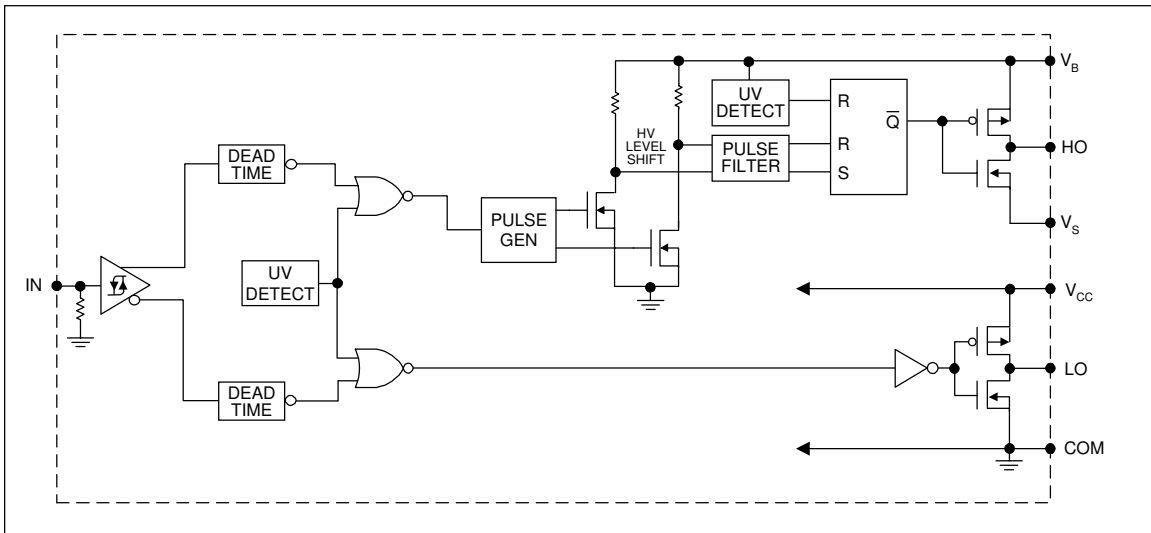 V_B
UV
DETECT
R
Q̅
HV
LEVEL
SHIFT
DEAD
TIME
PULSE
FILTER
R
S
HO
PULSE
GEN
V_S
UV
DETECT
IN
V_CC
LO
DEAD
TIME
COM